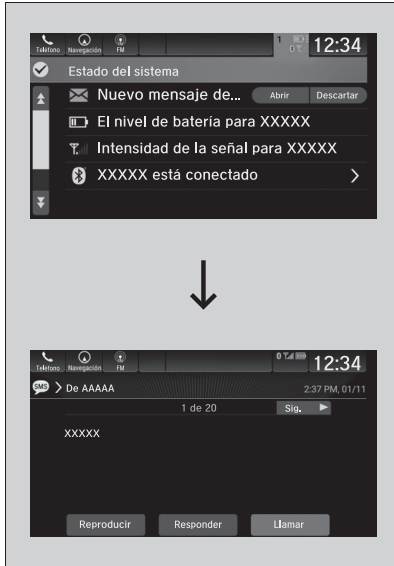 Teléfono Navegación FM 1 0 12:34
Estado del sistema
Nuevo mensaje de... Abrir Descartar
El nivel de batería para XXXXX
Intensidad de la señal para XXXXX
XXXXX está conectado
Teléfono Navegación FM 0 12:34
SMS De AAAAA 2:37 PM, 01/11
1 de 20 Sig.
XXXXX
Reproducir Responder Llamar